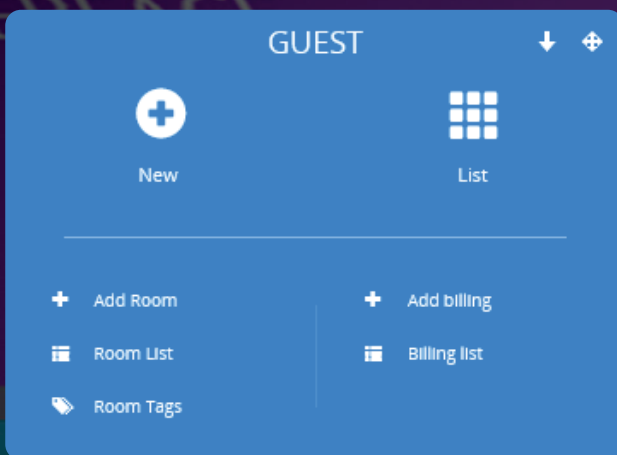 GUEST
New
List
Add Room
Add billing
Room List
Billing list
Room Tags